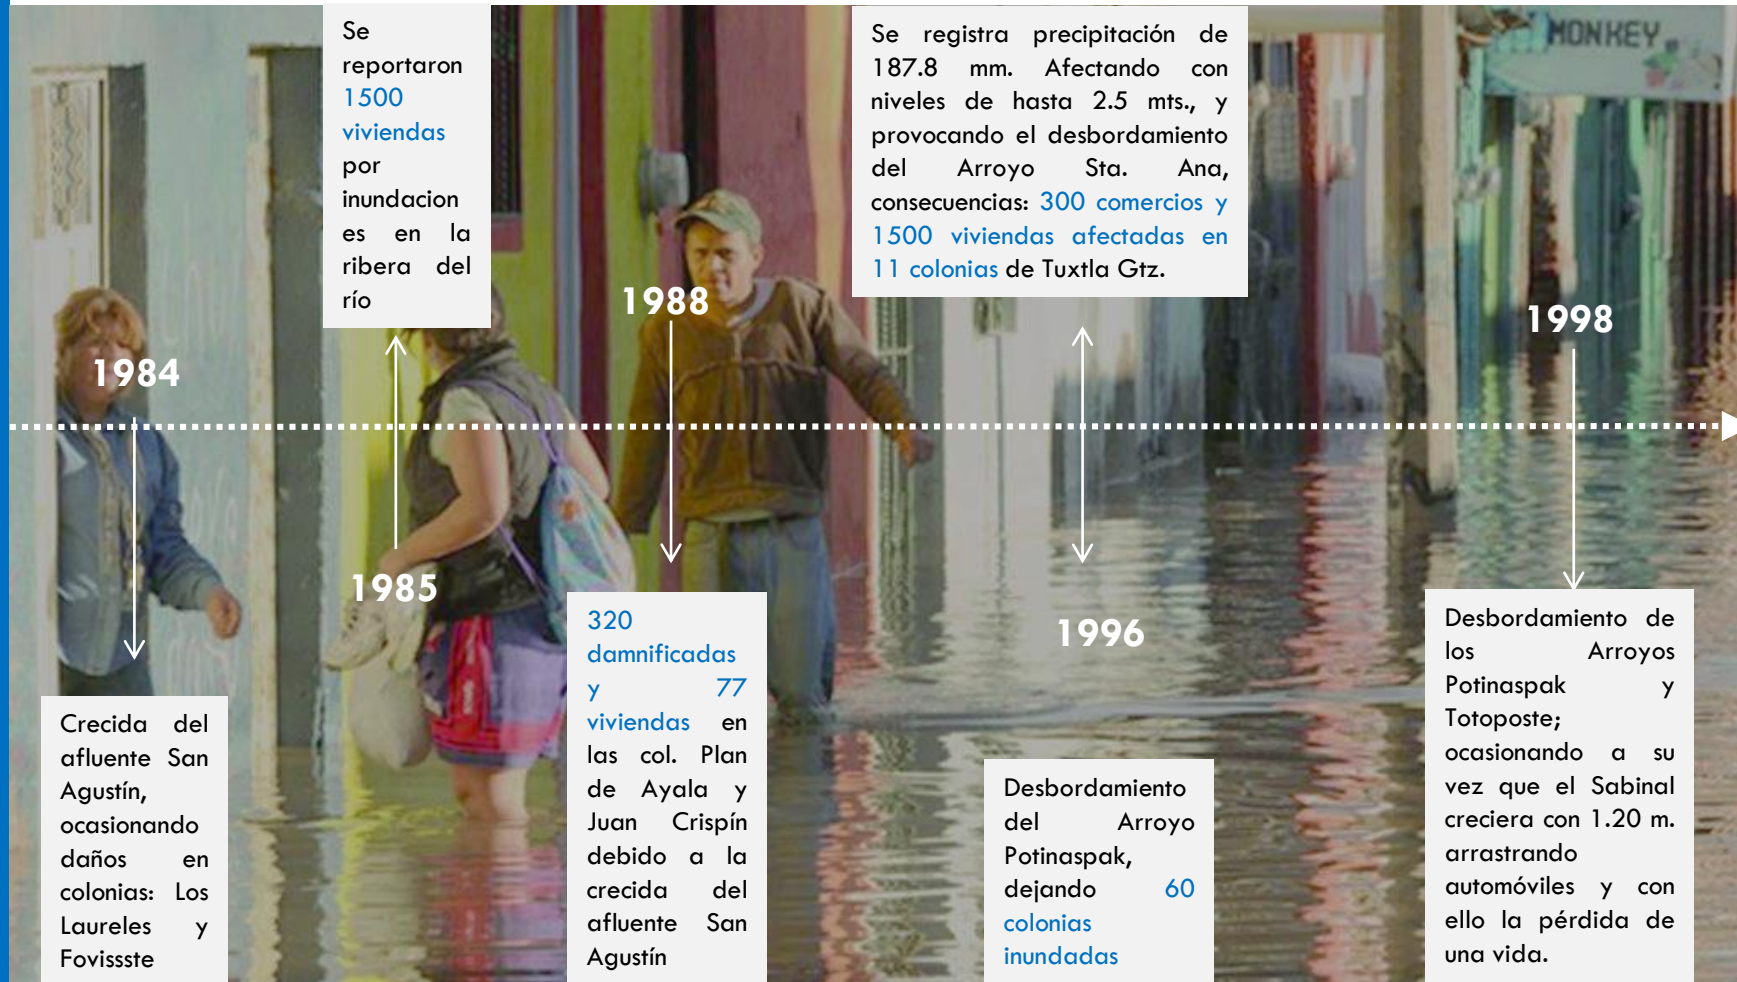 MONKEY
1984
Crecida del
afluente San
Agustín,
ocasionando
daños en
colonias: Los
Laureles y
Fovissste
Se
reportaron
1500
viviendas
por
inundacion
es en la
ribera del
río
1985
1988
320
damnificadas
y 77
viviendas en
las col. Plan
de Ayala y
Juan Crispín
debido a la
crecida del
afluente San
Agustín
Se registra precipitación de
187.8 mm. Afectando con
niveles de hasta 2.5 mts., y
provocando el desbordamiento
del Arroyo Sta. Ana,
consecuencias: 300 comercios y
1500 viviendas afectadas en
11 colonias de Tuxtla Gtz.
1996
Desbordamiento
del Arroyo
Potinaspak,
dejando 60
colonias
inundadas
1998
Desbordamiento de
los Arroyos
Potinaspak y
Totoposte;
ocasionando a su
vez que el Sabinal
creciera con 1.20 m.
arrastrando
automóviles y con
ello la pérdida de
una vida.